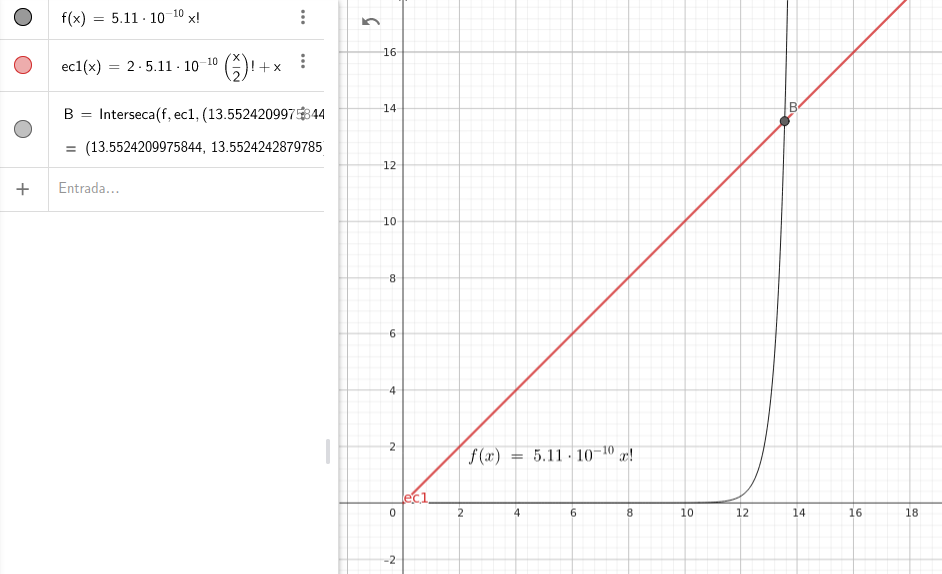 f(x) = 5.11 · 10⁻¹⁰ x!
ec1(x) = 2 · 5.11 · 10⁻¹⁰ (x/2)! + x
B = Interseca(f, ec1, (13.5524209975844
= (13.5524209975844, 13.5524242879785
+ Entrada...
16
14
B
12
10
8
6
4
2
f(x) = 5.11 · 10⁻¹⁰ x!
ec1
0 2 4 6 8 10 12 14 16 18
-2